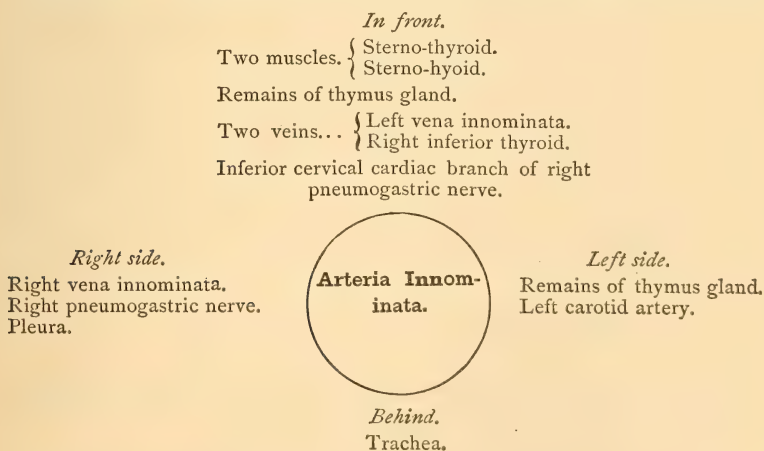 In front.
Two muscles. { Sterno-thyroid.
Sterno-hyoid.
Remains of thymus gland.
Two veins... { Left vena innominata.
Right inferior thyroid.
Inferior cervical cardiac branch of right
pneumogastric nerve.
Right side.
Right vena innominata.
Right pneumogastric nerve.
Pleura.
Arteria Innom-
inata.
Left side.
Remains of thymus gland.
Left carotid artery.
Behind.
Trachea.